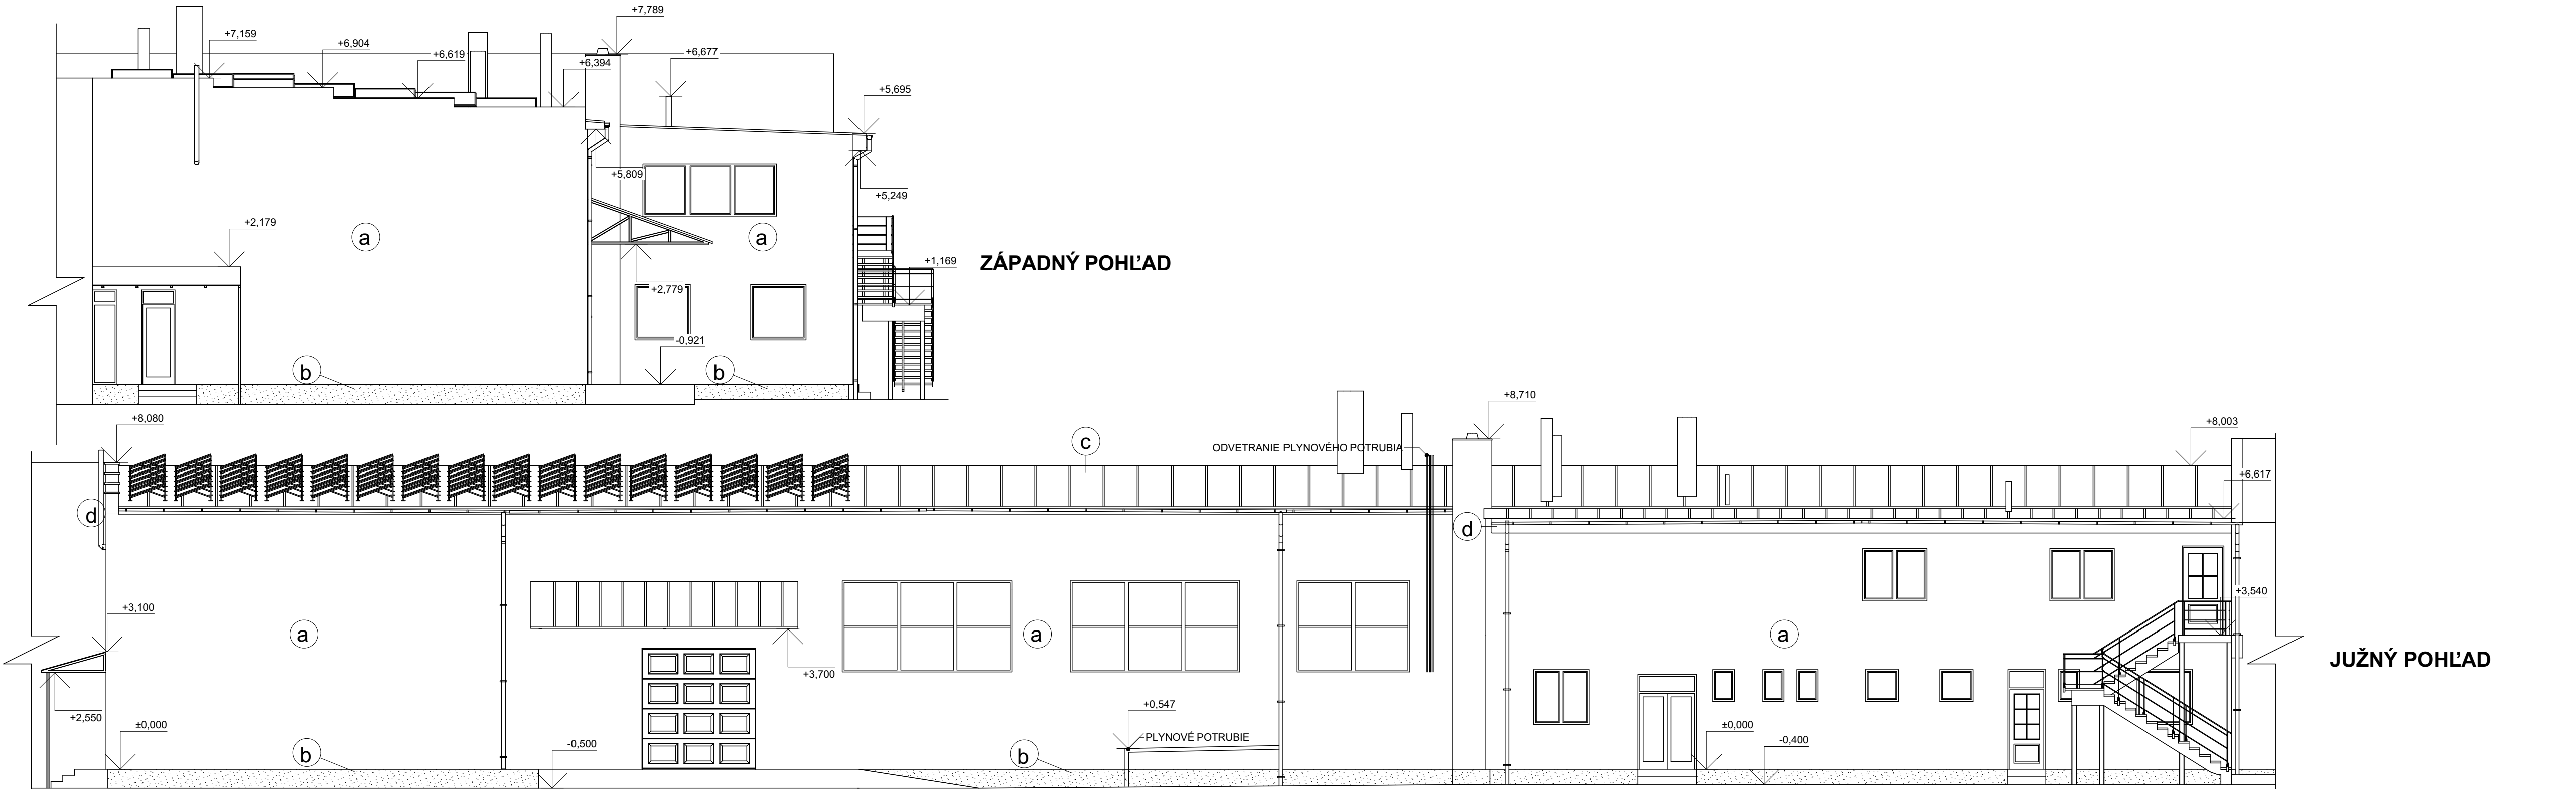 +7,789
+7,159
+6,904
+6,619
+6,677
+6,394
+5,695
+5,809
+5,249
+2,179
a
a
+1,169
ZÁPADNÝ POHĽAD
+2,779
-0,921
b
b
+8,080
c
ODVETRANIE PLYNOVÉHO POTRUBIA
+8,710
+8,003
+6,617
d
d
+3,540
+3,100
a
a
a
JUŽNÝ POHĽAD
+3,700
+2,550
±0,000
-0,500
+0,547
PLYNOVÉ POTRUBIE
±0,000
-0,400
b
b